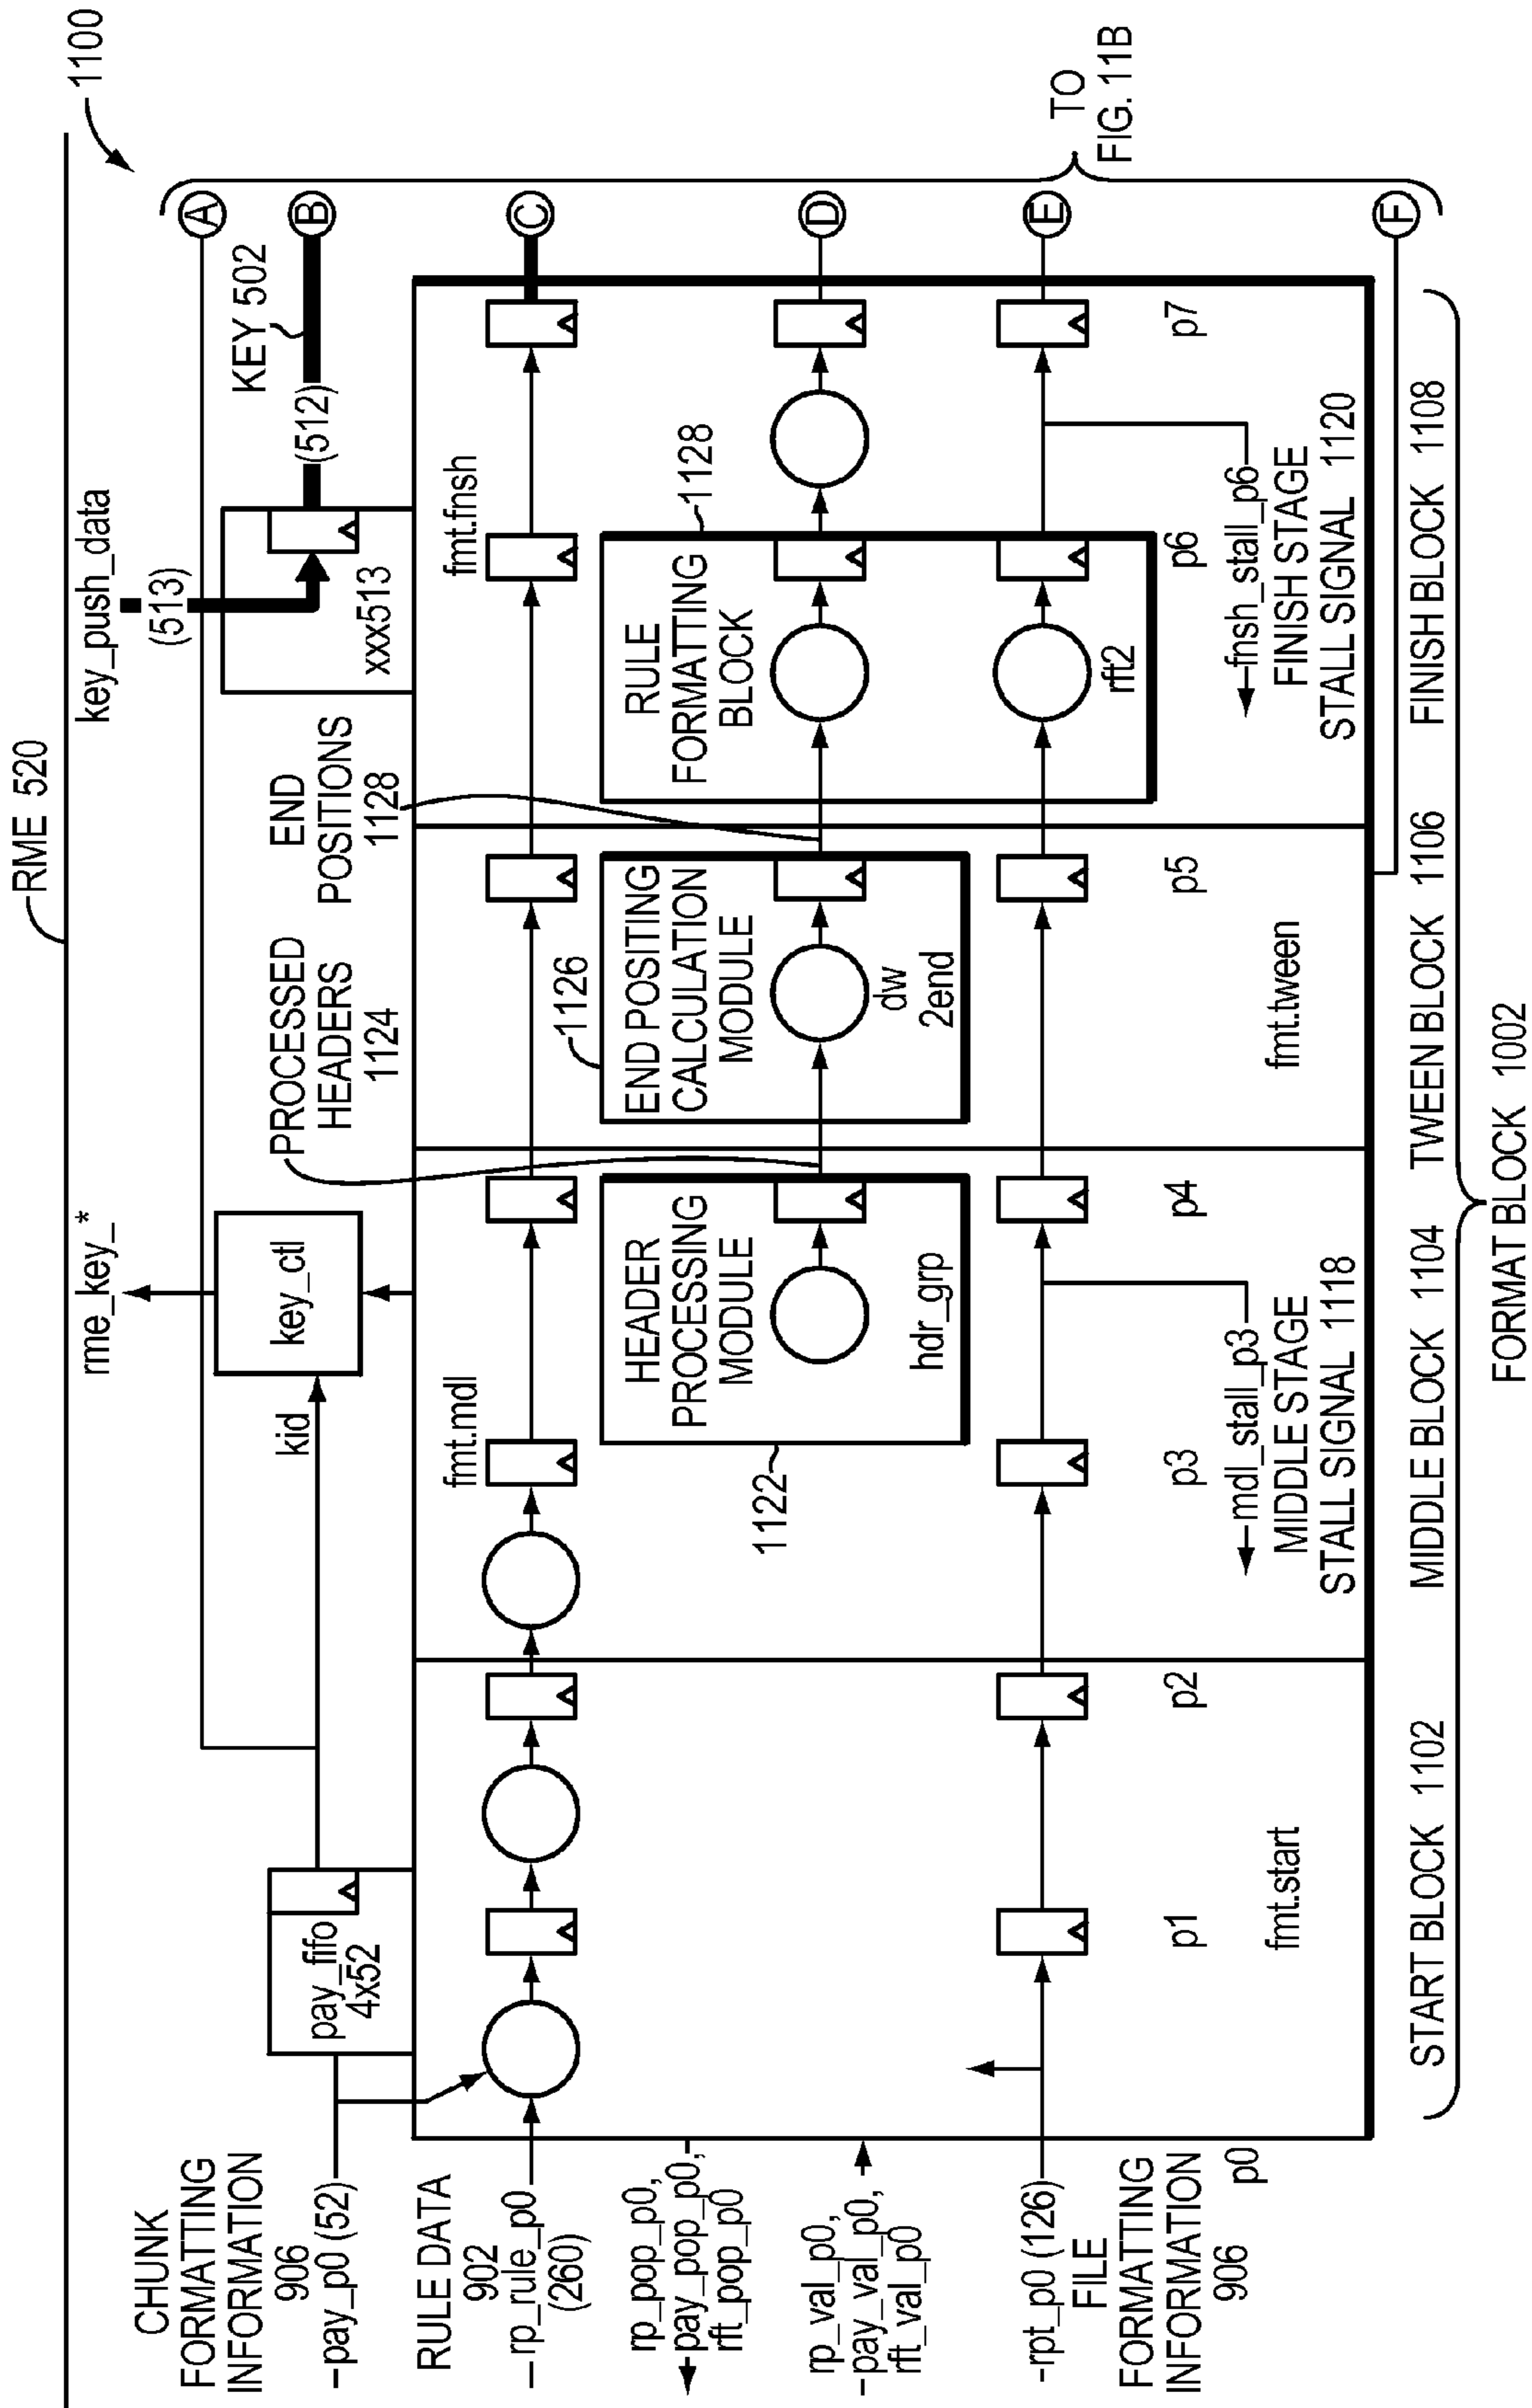 RME 520
1100
rme_key_*
key_push_data
(513)
CHUNK
FORMATTING
INFORMATION
906
pay_p0 (52)
pay_fifo
4x52
kid
key_ctl
PROCESSED
HEADERS
1124
END
POSITIONS
1128
xxx513
(512)
KEY 502
A
B
C
D
E
F
TO
FIG. 11B
RULE DATA
902
rp_rule_p0
(260)
fmt.mdl
fmt.fnsh
rp_pop_p0,
pay_pop_p0,
rft_pop_p0
rp_val_p0,
pay_val_p0,
rft_val_p0
HEADER
PROCESSING
MODULE
hdr_grp
1122
1126
END POSITING
CALCULATION
MODULE
dw
2end
RULE
FORMATTING
BLOCK
1128
rft2
-rpt_p0 (126)
FILE
FORMATTING
INFORMATION
906
p0
p1
p2
p3
p4
p5
p6
p7
fmt.start
fmt.tween
mdl_stall_p3
MIDDLE STAGE
STALL SIGNAL 1118
fnsh_stall_p6
FINISH STAGE
STALL SIGNAL 1120
START BLOCK 1102
MIDDLE BLOCK 1104
TWEEN BLOCK 1106
FINISH BLOCK 1108
FORMAT BLOCK 1002